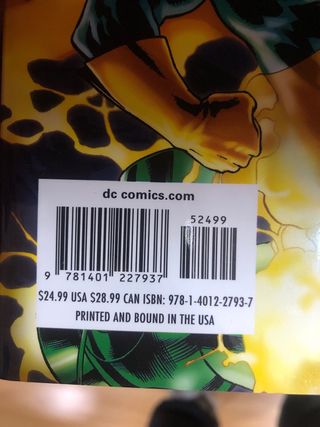 dc comics.com
52499
9 781401 227937
$24.99 USA $28.99 CAN ISBN: 978-1-4012-2793-7
PRINTED AND BOUND IN THE USA